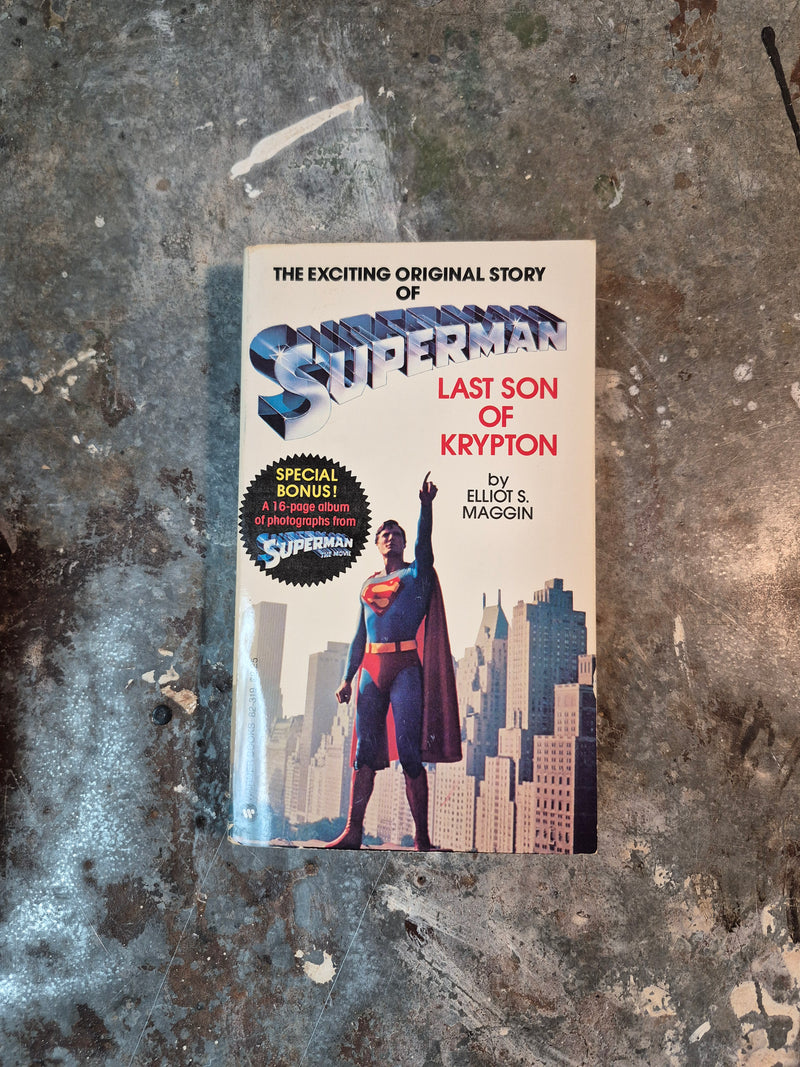 THE EXCITING ORIGINAL STORY
OF
SUPERMAN
LAST SON
OF
KRYPTON
by
ELLIOT S.
MAGGIN
SPECIAL
BONUS!
A 16-page album
of photographs from
SUPERMAN
THE MOVIE